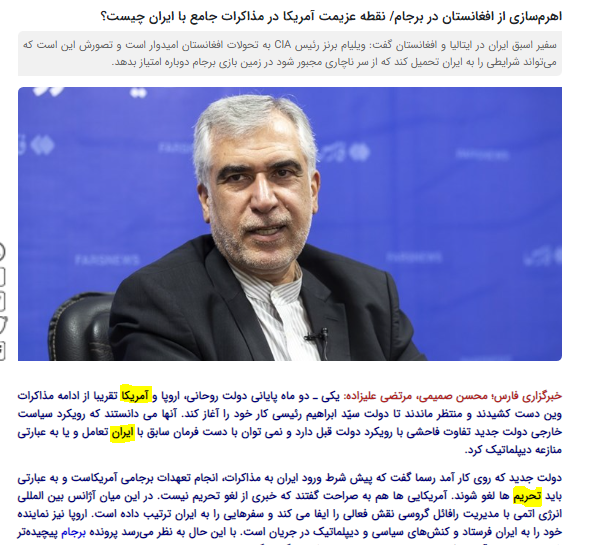 اهرم‌سازی از افغانستان در برجام/ نقطه عزیمت آمریکا در مذاکرات جامع با ایران چیست؟
سفیر اسبق ایران در ایتالیا و افغانستان گفت: ویلیام برنز رئیس CIA به تحولات افغانستان امیدوار است و تصورش این است که
می‌تواند شرایطی را به ایران تحمیل کند که از سر ناچاری مجبور شود در زمین بازی برجام دوباره امتیاز بدهد.
FARSNEWS
FARSNEWS
FARSNEWS
خبرگزاری فارس؛ محسن صمیمی، مرتضی علیزاده: یکی ـ دو ماه پایانی دولت روحانی، اروپا و آمریکا تقریبا از ادامه مذاکرات
وین دست کشیدند و منتظر ماندند تا دولت سیّد ابراهیم رئیسی کار خود را آغاز کند. آنها می دانستند که رویکرد سیاست
خارجی دولت جدید تفاوت فاحشی با رویکرد دولت قبل دارد و نمی توان با دست فرمان سابق با ایران تعامل و یا به عبارتی
منازعه دیپلماتیک کرد.
دولت جدید که روی کار آمد رسما گفت که پیش شرط ورود ایران به مذاکرات، انجام تعهدات برجامی آمریکاست و به عبارتی
باید تحریم ها لغو شوند. آمریکایی ها هم به صراحت گفتند که خبری از لغو تحریم نیست. در این میان آژانس بین المللی
انرژی اتمی با مدیریت رافائل گروسی نقش فعالی را ایفا می کند و سفرهایی را به ایران ترتیب داده است. اروپا نیز نماینده
خود را به ایران فرستاد و کنش‌های سیاسی و دیپلماتیک در جریان است. با این حال به نظر می‌رسد پرونده برجام پیچیده‌تر